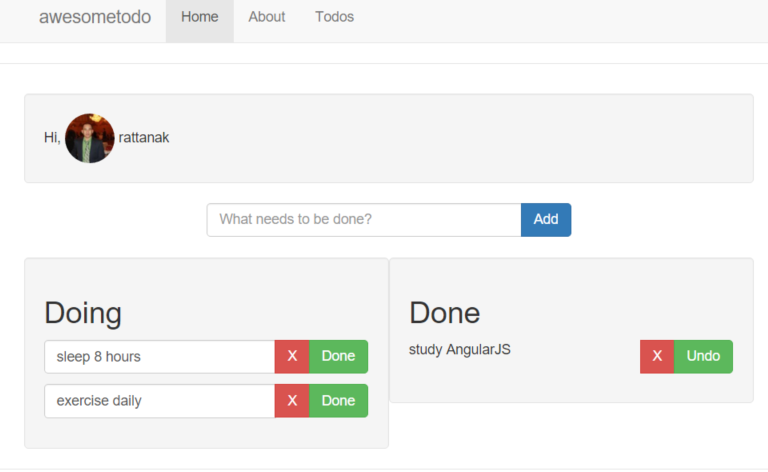 awesometodo Home About Todos
Hi, rattanak
What needs to be done? Add
Doing
sleep 8 hours X Done
exercise daily X Done
Done
study AngularJS X Undo